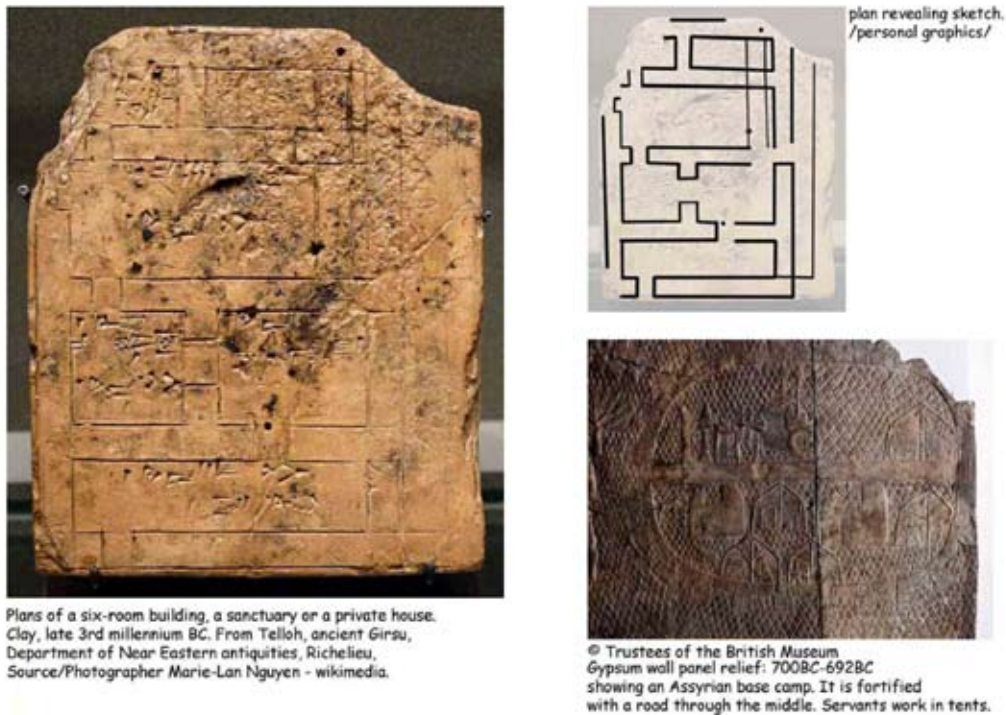 plan revealing sketch.
/personal graphics/
Plans of a six-room building, a sanctuary or a private house.
Clay, late 3rd millennium BC. From Telloh, ancient Girsu,
Department of Near Eastern antiquities, Richelieu,
Source/Photographer Marie-Lan Nguyen - wikimedia.
© Trustees of the British Museum
Gypsum wall panel relief: 700BC-692BC
showing an Assyrian base camp. It is fortified
with a road through the middle. Servants work in tents.